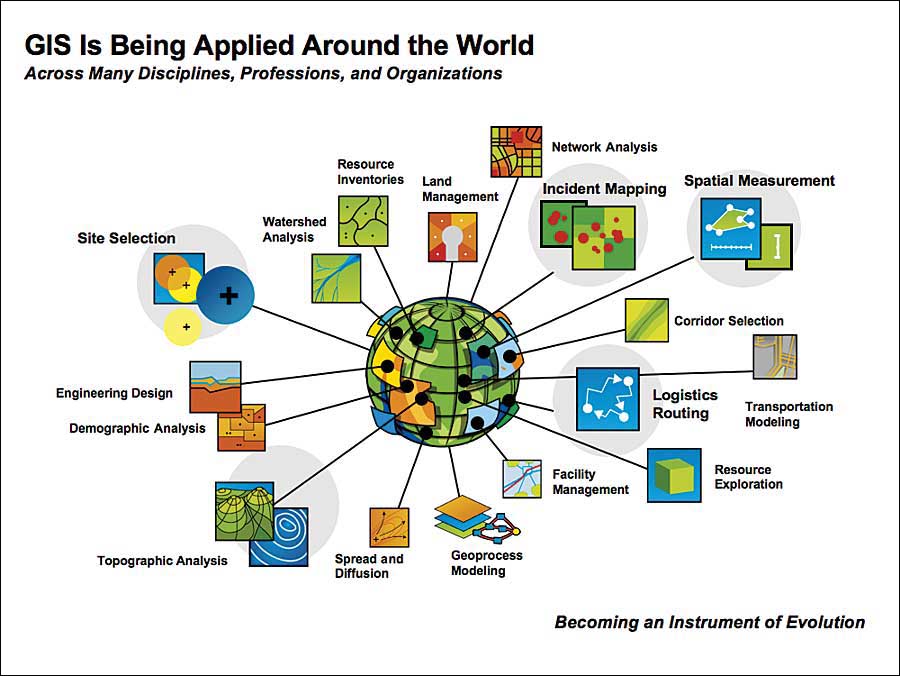 GIS Is Being Applied Around the World
Across Many Disciplines, Professions, and Organizations
Network Analysis
Resource
Inventories
Land
Management
Incident Mapping
Spatial Measurement
Watershed
Analysis
Site Selection
Corridor Selection
Engineering Design
Logistics
Routing
Transportation
Modeling
Demographic Analysis
Facility
Management
Resource
Exploration
Topographic Analysis
Spread and
Diffusion
Geoprocess
Modeling
Becoming an Instrument of Evolution